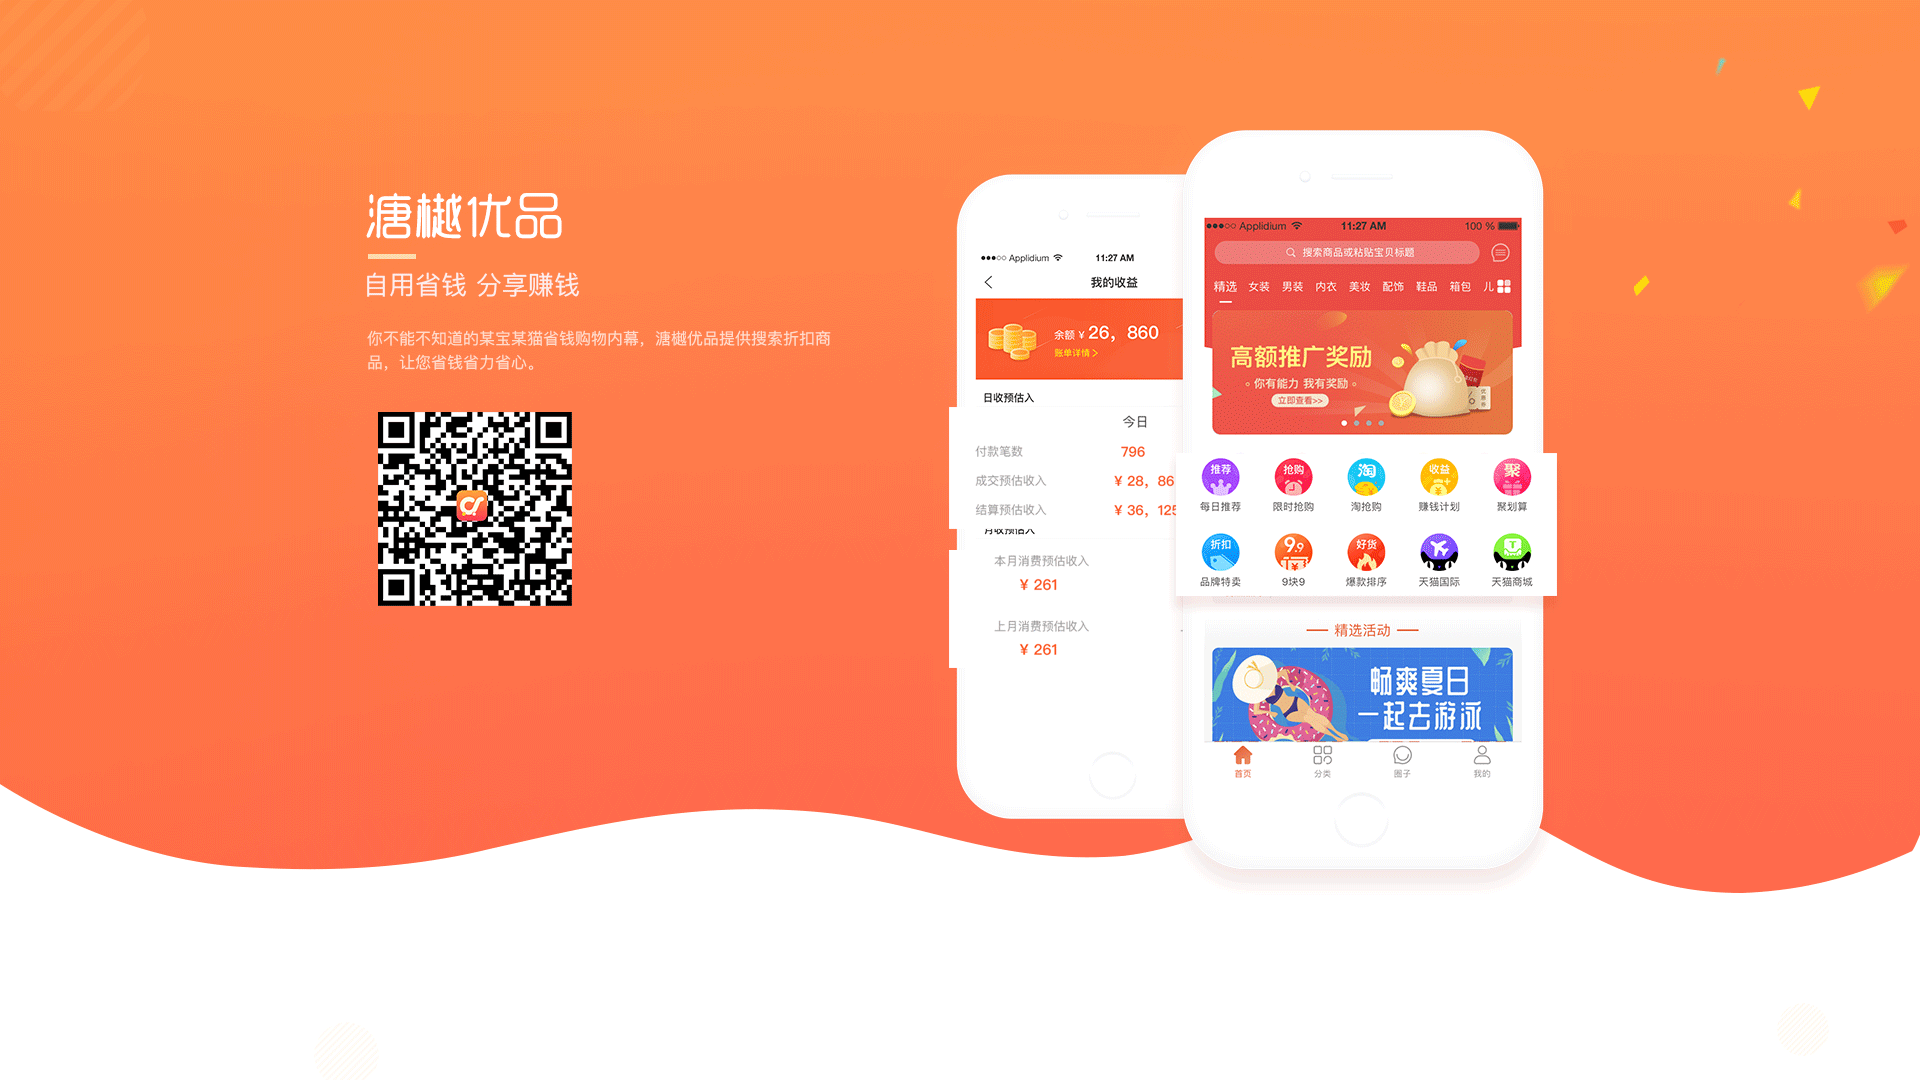 溏樾优品
自用省钱 分享赚钱
你不能不知道的某宝某猫省钱购物内幕，溏樾优品提供搜索折扣商
品，让您省钱省力省心。
Applidium
11:27 AM
我的收益
余额 ¥ 26，860
账单详情 >
日收预估入
今日
付款笔数
796
成交预估收入
¥ 28，86
结算预估收入
¥ 36，125
月收预估入
本月消费预估收入
¥ 261
上月消费预估收入
¥ 261
Applidium
11:27 AM
100 %
搜索商品或粘贴宝贝标题
精选 女装 男装 内衣 美妆 配饰 鞋品 箱包 儿
高额推广奖励
你有能力 我有奖励
立即查看>>
推荐 抢购 淘 收益 聚
每日推荐 限时抢购 淘抢购 赚钱计划 聚划算
折扣 9.9 好货
品牌特卖 9块9 爆款排序 天猫国际 天猫商城
精选活动
畅爽夏日
一起去游泳
首页 分类 圈子 我的